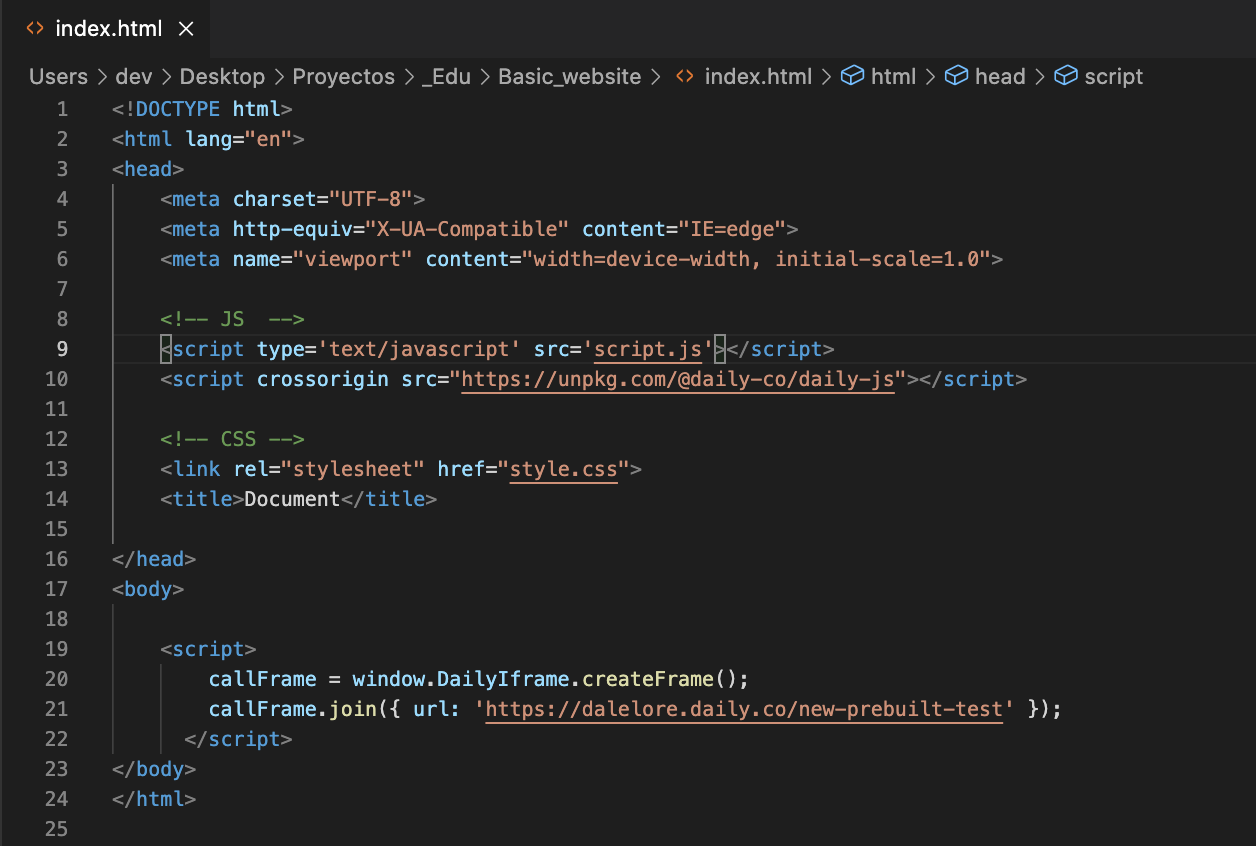 <> index.html ×
Users > dev > Desktop > Proyectos > _Edu > Basic_website > <> index.html > html > head > script
1 <!DOCTYPE html>
2 <html lang="en">
3 <head>
4     <meta charset="UTF-8">
5     <meta http-equiv="X-UA-Compatible" content="IE=edge">
6     <meta name="viewport" content="width=device-width, initial-scale=1.0">
7
8     <!-- JS  -->
9     <script type='text/javascript' src='script.js'></script>
10     <script crossorigin src="https://unpkg.com/@daily-co/daily-js"></script>
11
12     <!-- CSS -->
13     <link rel="stylesheet" href="style.css">
14     <title>Document</title>
15
16 </head>
17 <body>
18
19     <script>
20         callFrame = window.DailyIframe.createFrame();
21         callFrame.join({ url: 'https://dalelore.daily.co/new-prebuilt-test' });
22       </script>
23 </body>
24 </html>
25